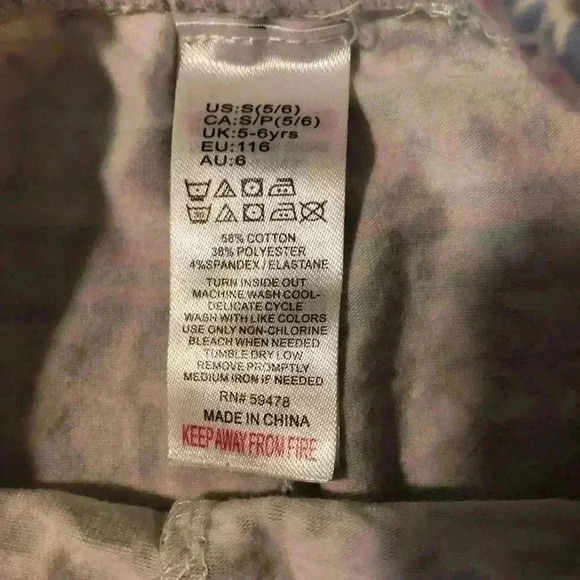 US:S(5/6)
CA:S/P(5/6)
UK:5-6yrs
EU:116
AU:6
30
58% COTTON
38% POLYESTER
4%SPANDEX/ELASTANE
TURN INSIDE OUT
MACHINE WASH COOL-
DELICATE CYCLE
WASH WITH LIKE COLORS
USE ONLY NON-CHLORINE
BLEACH WHEN NEEDED
TUMBLE DRY LOW
REMOVE PROMPTLY
MEDIUM IRON IF NEEDED
RN# 59478
MADE IN CHINA
KEEP AWAY FROM FIRE